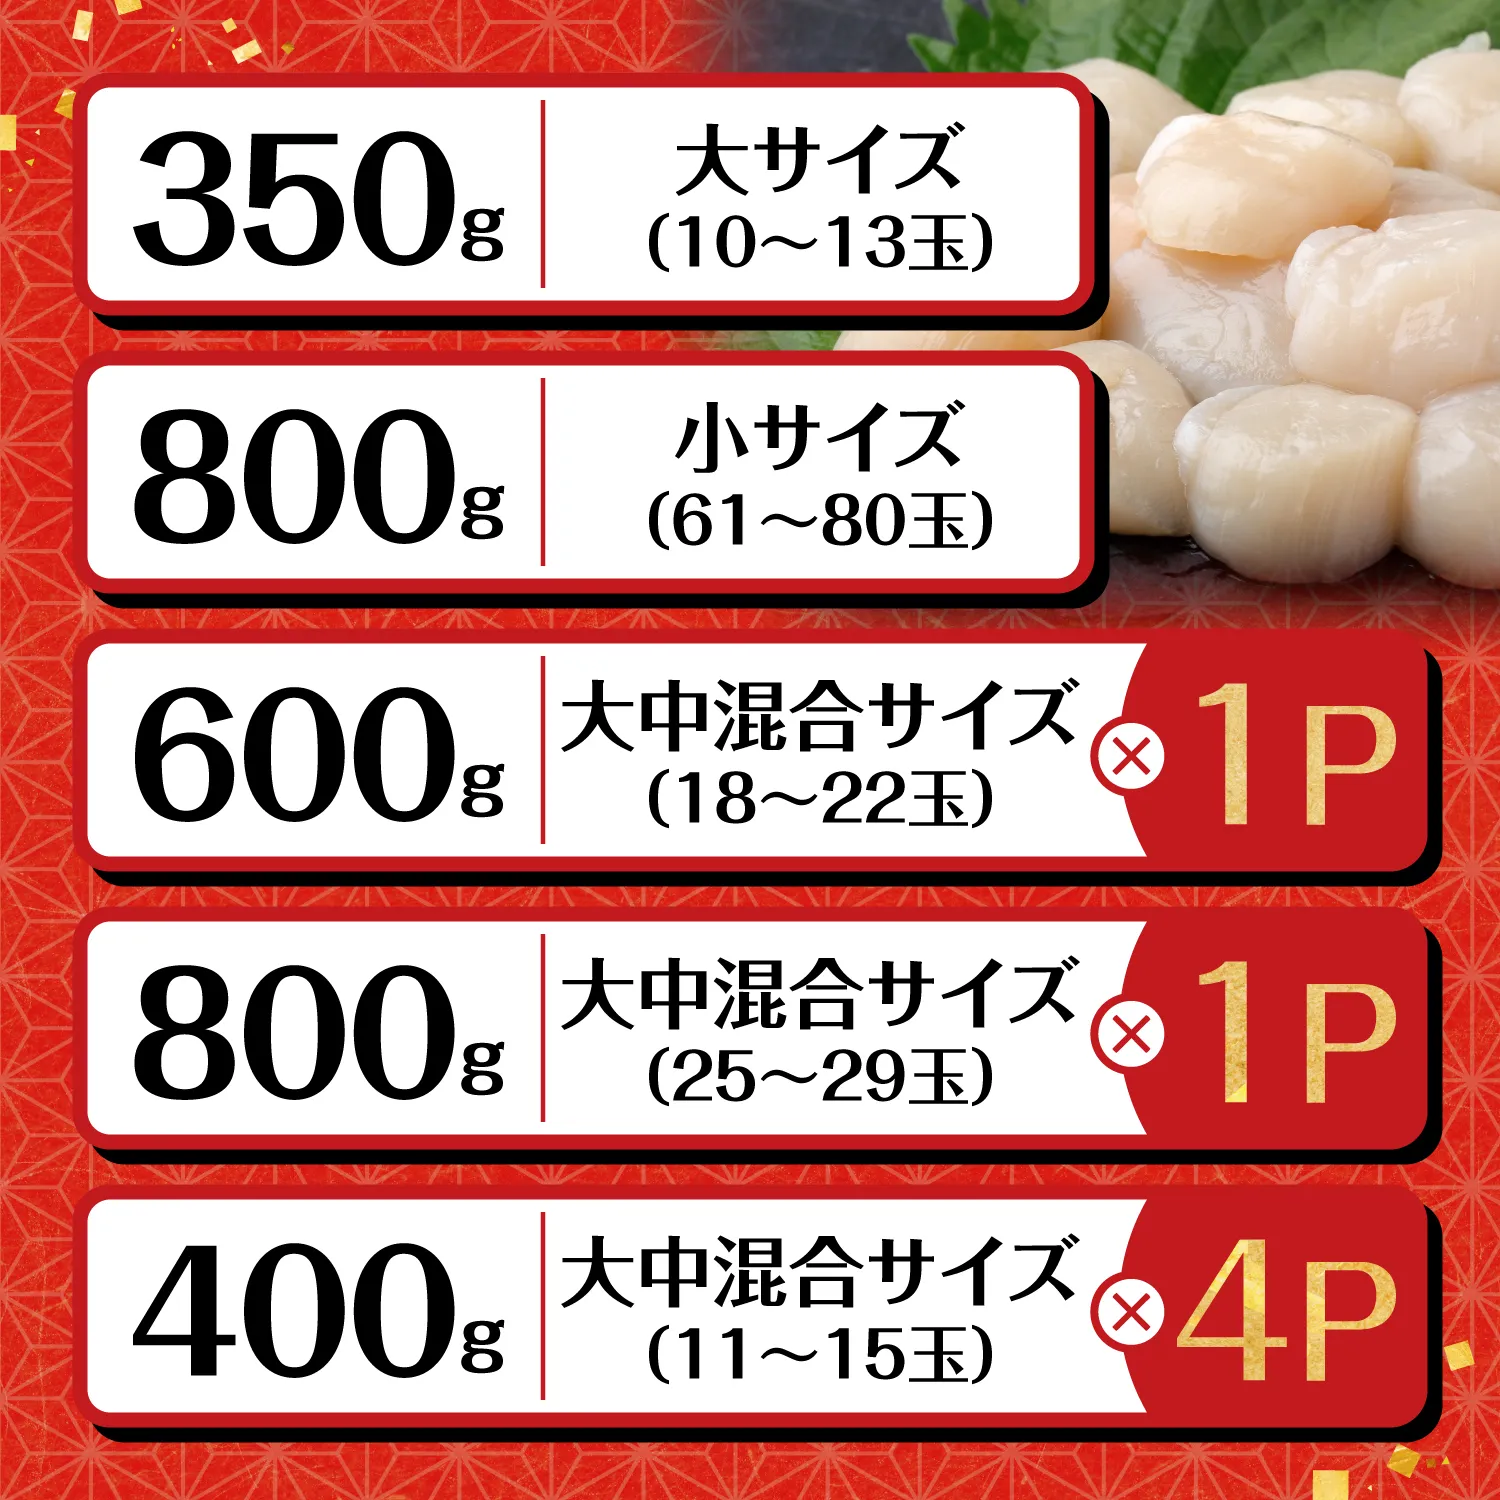 350g
大サイズ
(10〜13玉)
800g
小サイズ
(61〜80玉)
600g
大中混合サイズ
(18〜22玉)
×1P
800g
大中混合サイズ
(25〜29玉)
×1P
400g
大中混合サイズ
(11〜15玉)
×4P